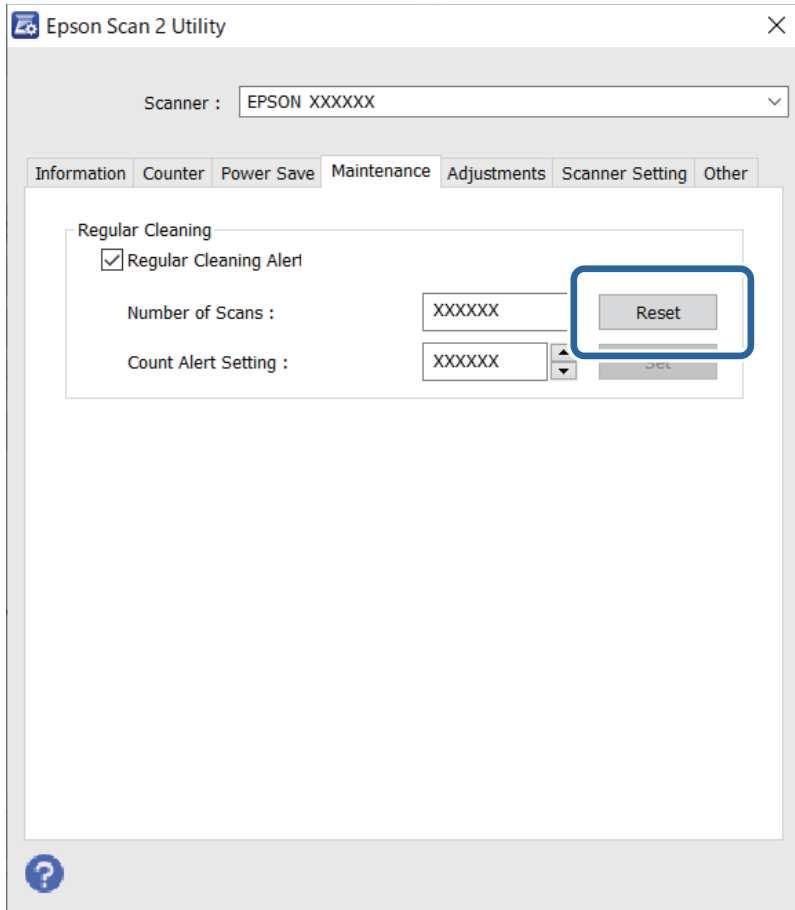 Epson Scan 2 Utility
Scanner : EPSON XXXXXX
Information Counter Power Save Maintenance Adjustments Scanner Setting Other
Regular Cleaning
Regular Cleaning Alert
Number of Scans : XXXXXX Reset
Count Alert Setting : XXXXXX Set
?